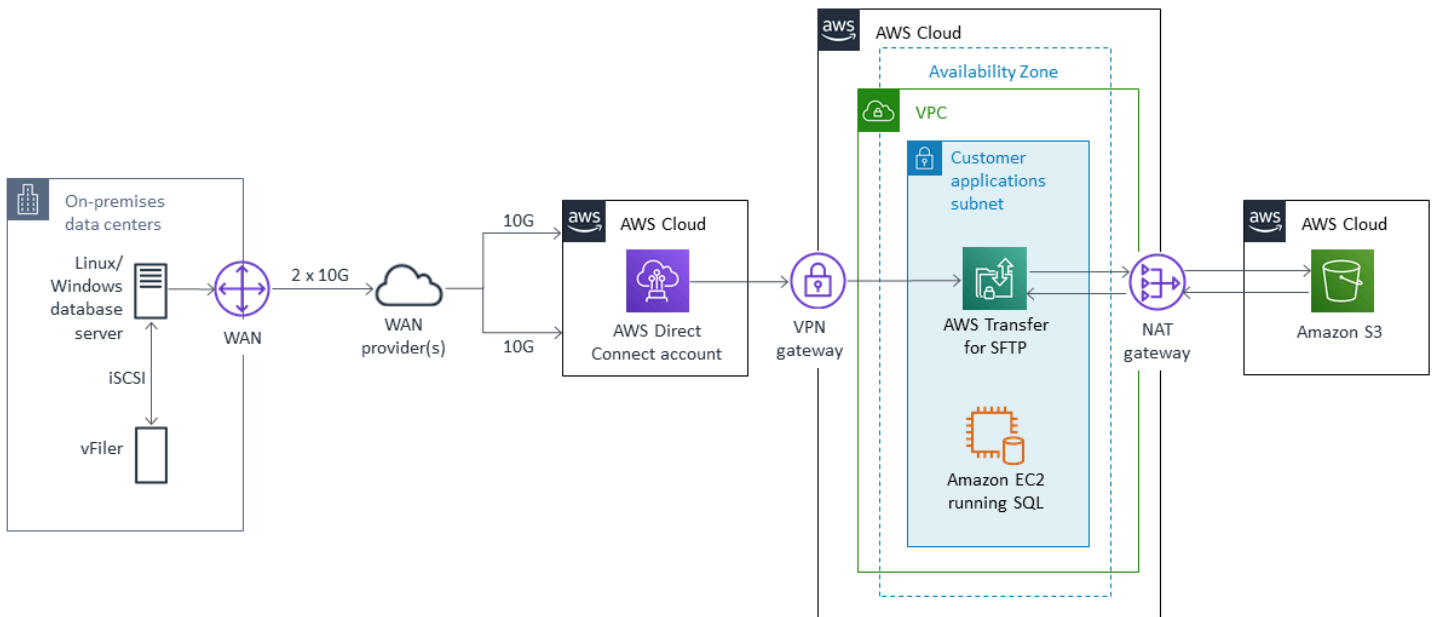 On-premises
data centers
Linux/
Windows
database
server
iSCSI
vFiler
WAN
2 x 10G
WAN
provider(s)
10G
10G
aws
AWS Cloud
AWS Direct
Connect account
VPN
gateway
aws
AWS Cloud
Availability Zone
VPC
Customer
applications
subnet
AWS Transfer
for SFTP
Amazon EC2
running SQL
NAT
gateway
aws
AWS Cloud
Amazon S3